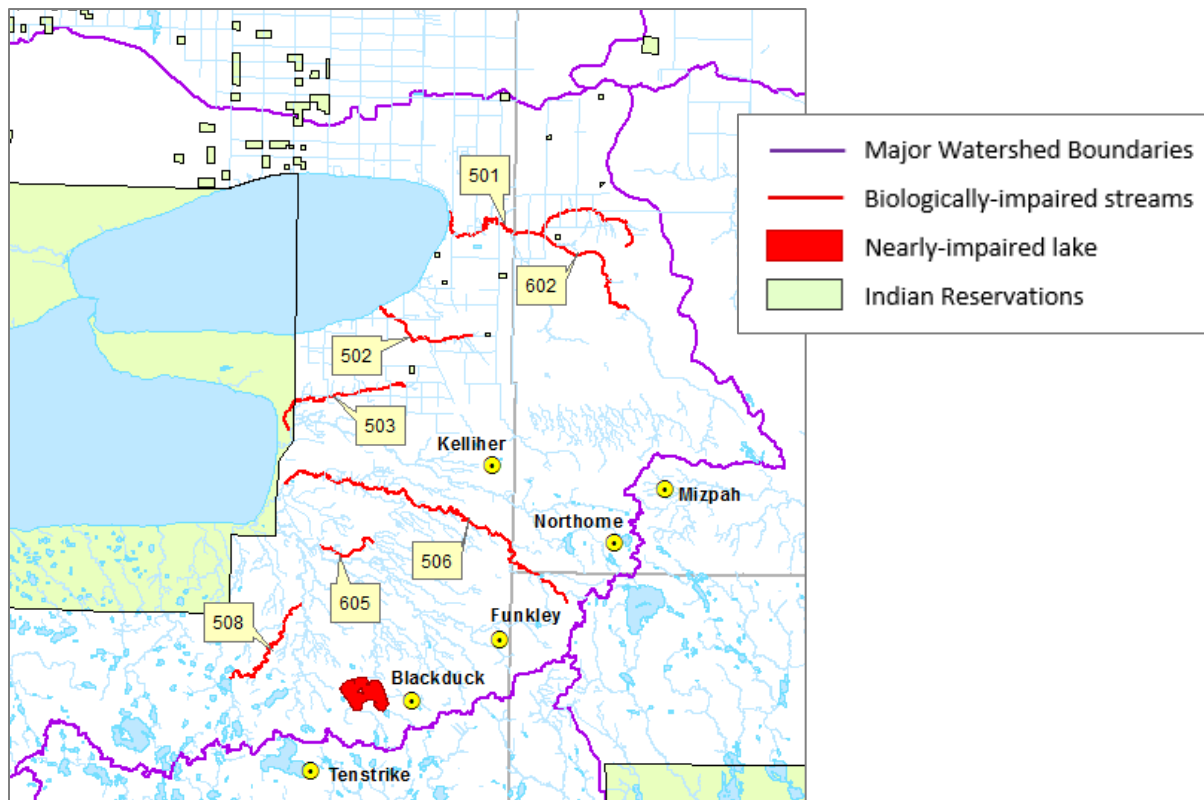 501
Major Watershed Boundaries
Biologically-impaired streams
Nearly-impaired lake
Indian Reservations
602
502
503
Kelliher
Mizpah
Northome
506
605
508
Funkley
Blackduck
Tenstrike